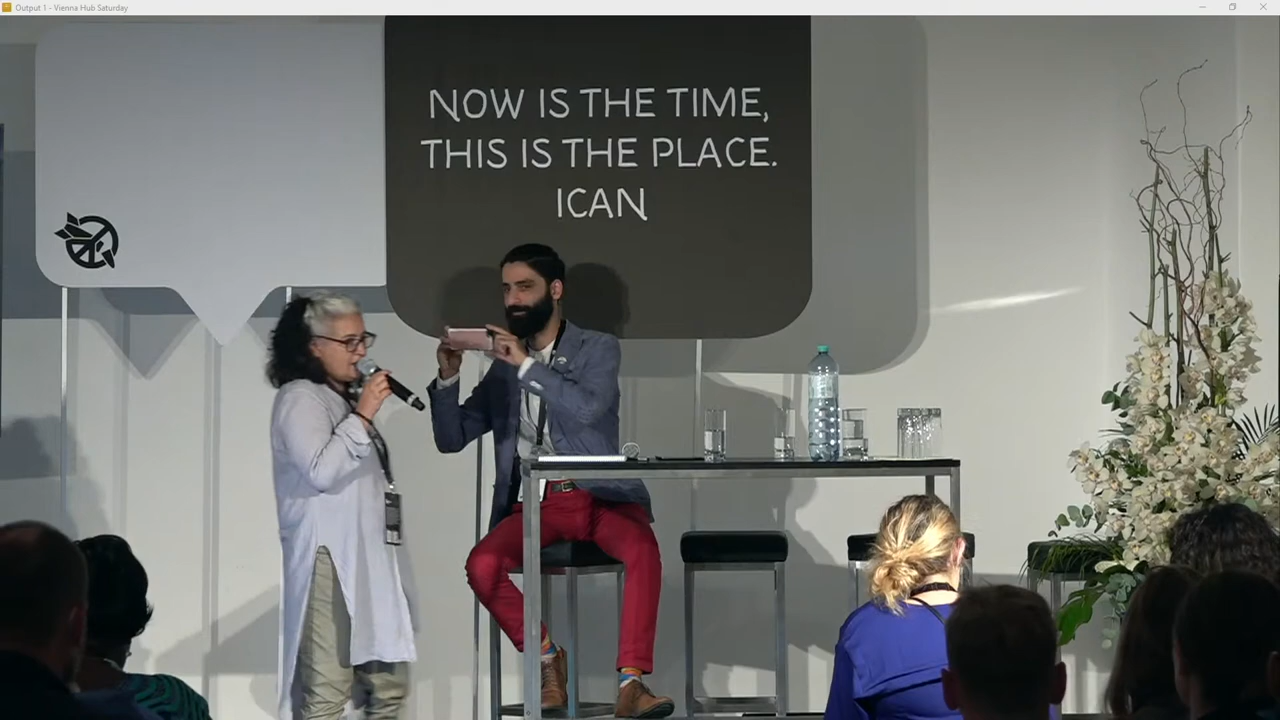 Output 1 - Vienna Hub Saturday
NOW IS THE TIME,
THIS IS THE PLACE.
ICAN